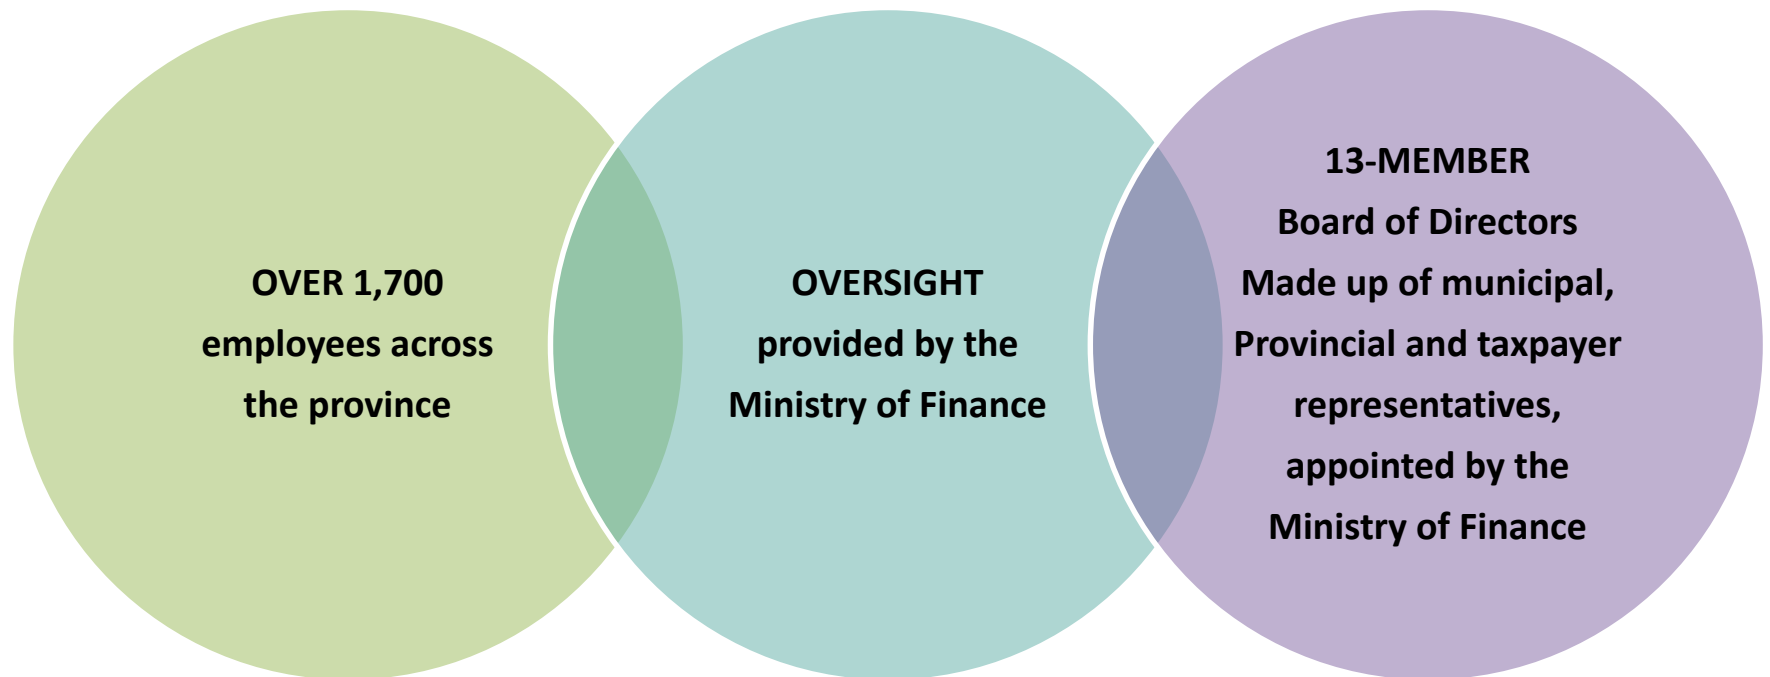 OVER 1,700
employees across
the province
OVERSIGHT
provided by the
Ministry of Finance
13-MEMBER
Board of Directors
Made up of municipal,
Provincial and taxpayer
representatives,
appointed by the
Ministry of Finance